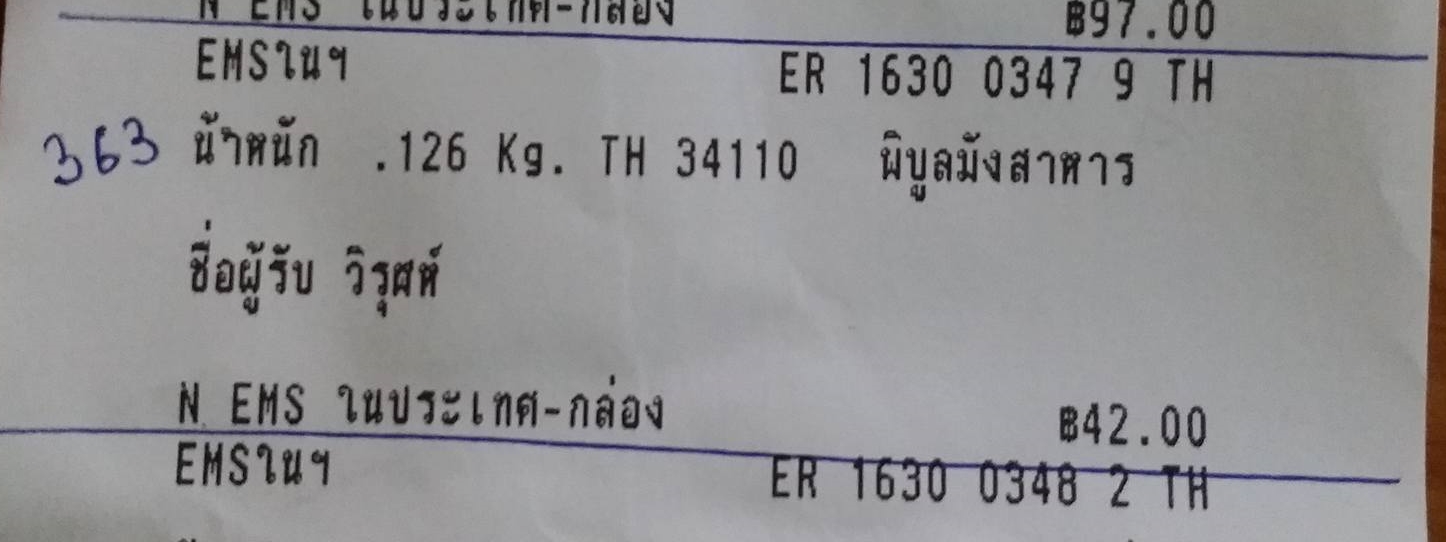 N EMS ในประเทศ-กล่อง ฿97.00
EMSในฯ ER 1630 0347 9 TH
363 น้ำหนัก .126 Kg. TH 34110 พิบูลมังสาหาร
ชื่อผู้รับ วิรุศห์
N EMS ในประเทศ-กล่อง ฿42.00
EMSในฯ ER 1630 0348 2 TH